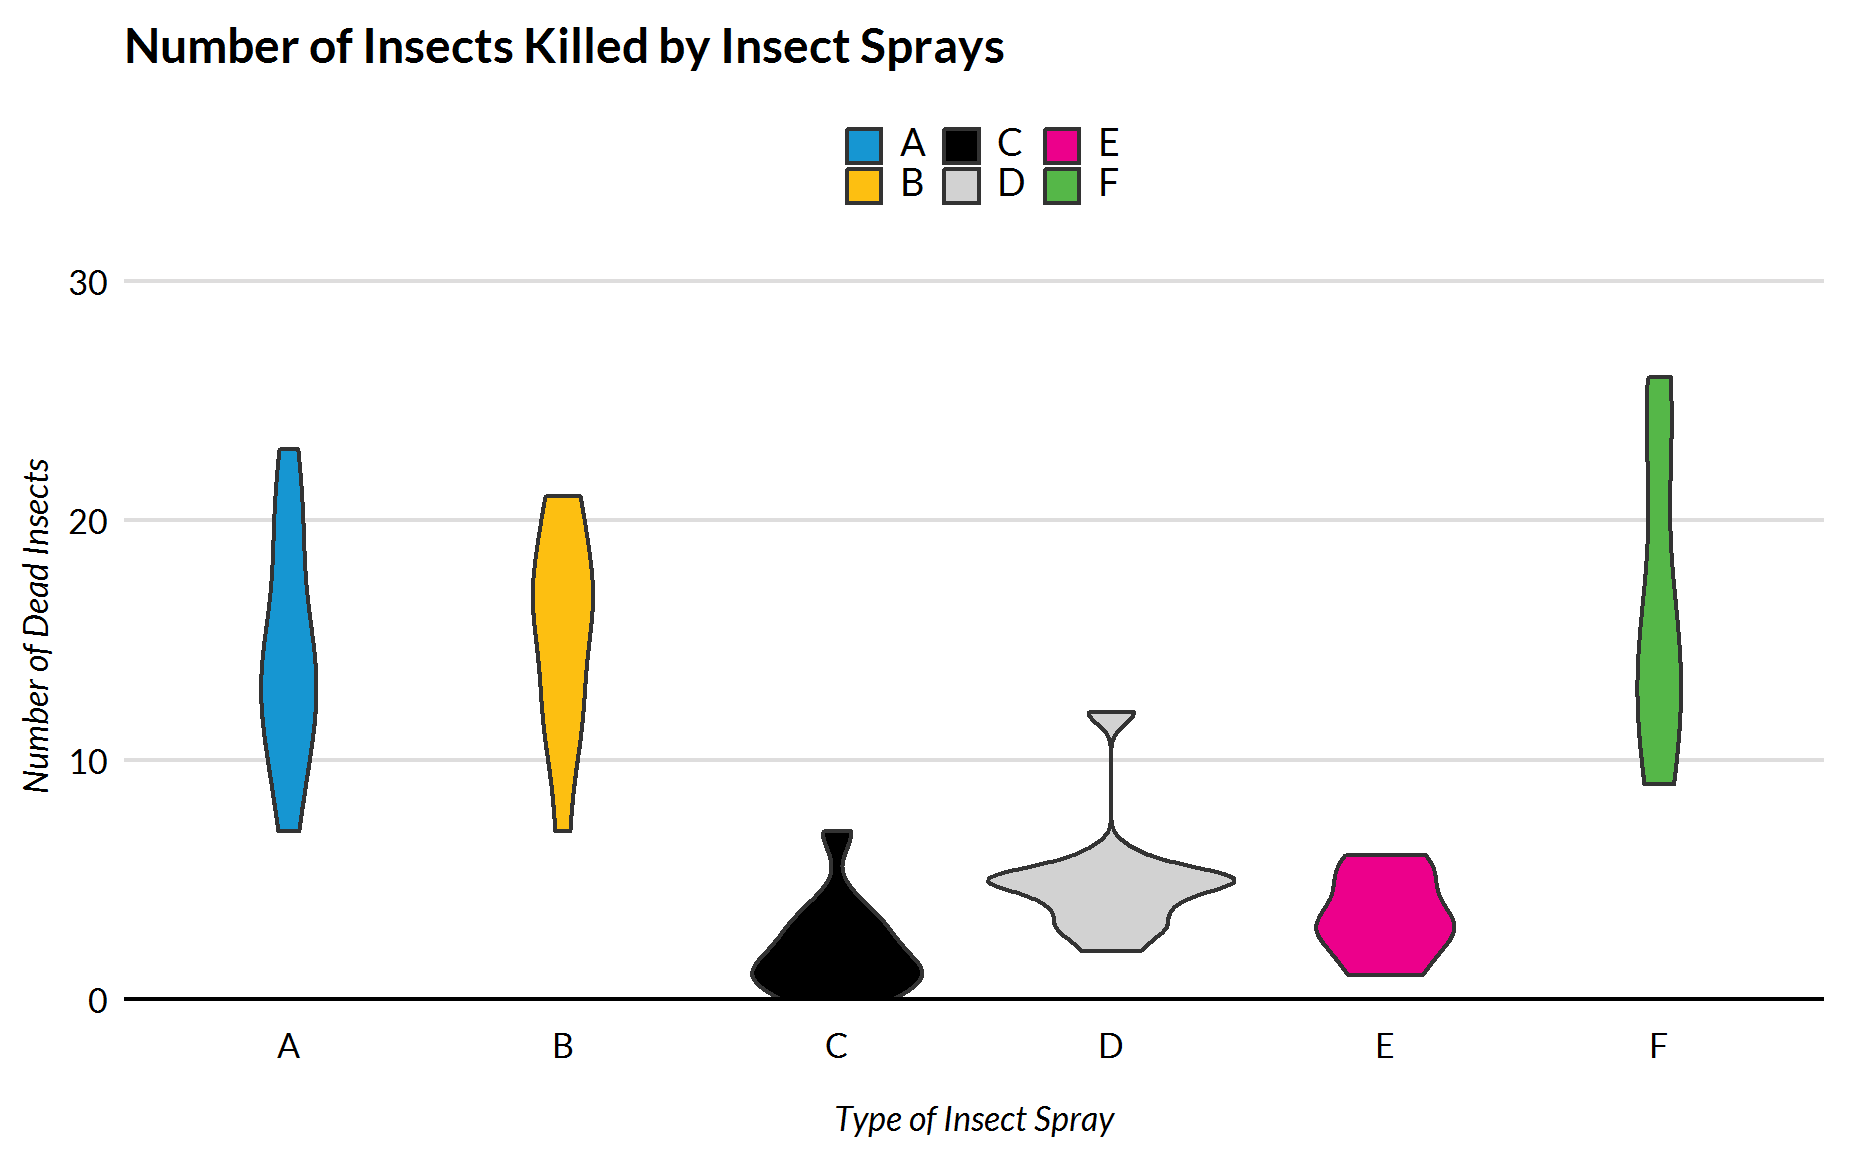 Number of Insects Killed by Insect Sprays
A C E
B D F
30
20
10
0
Number of Dead Insects
A B C D E F
Type of Insect Spray